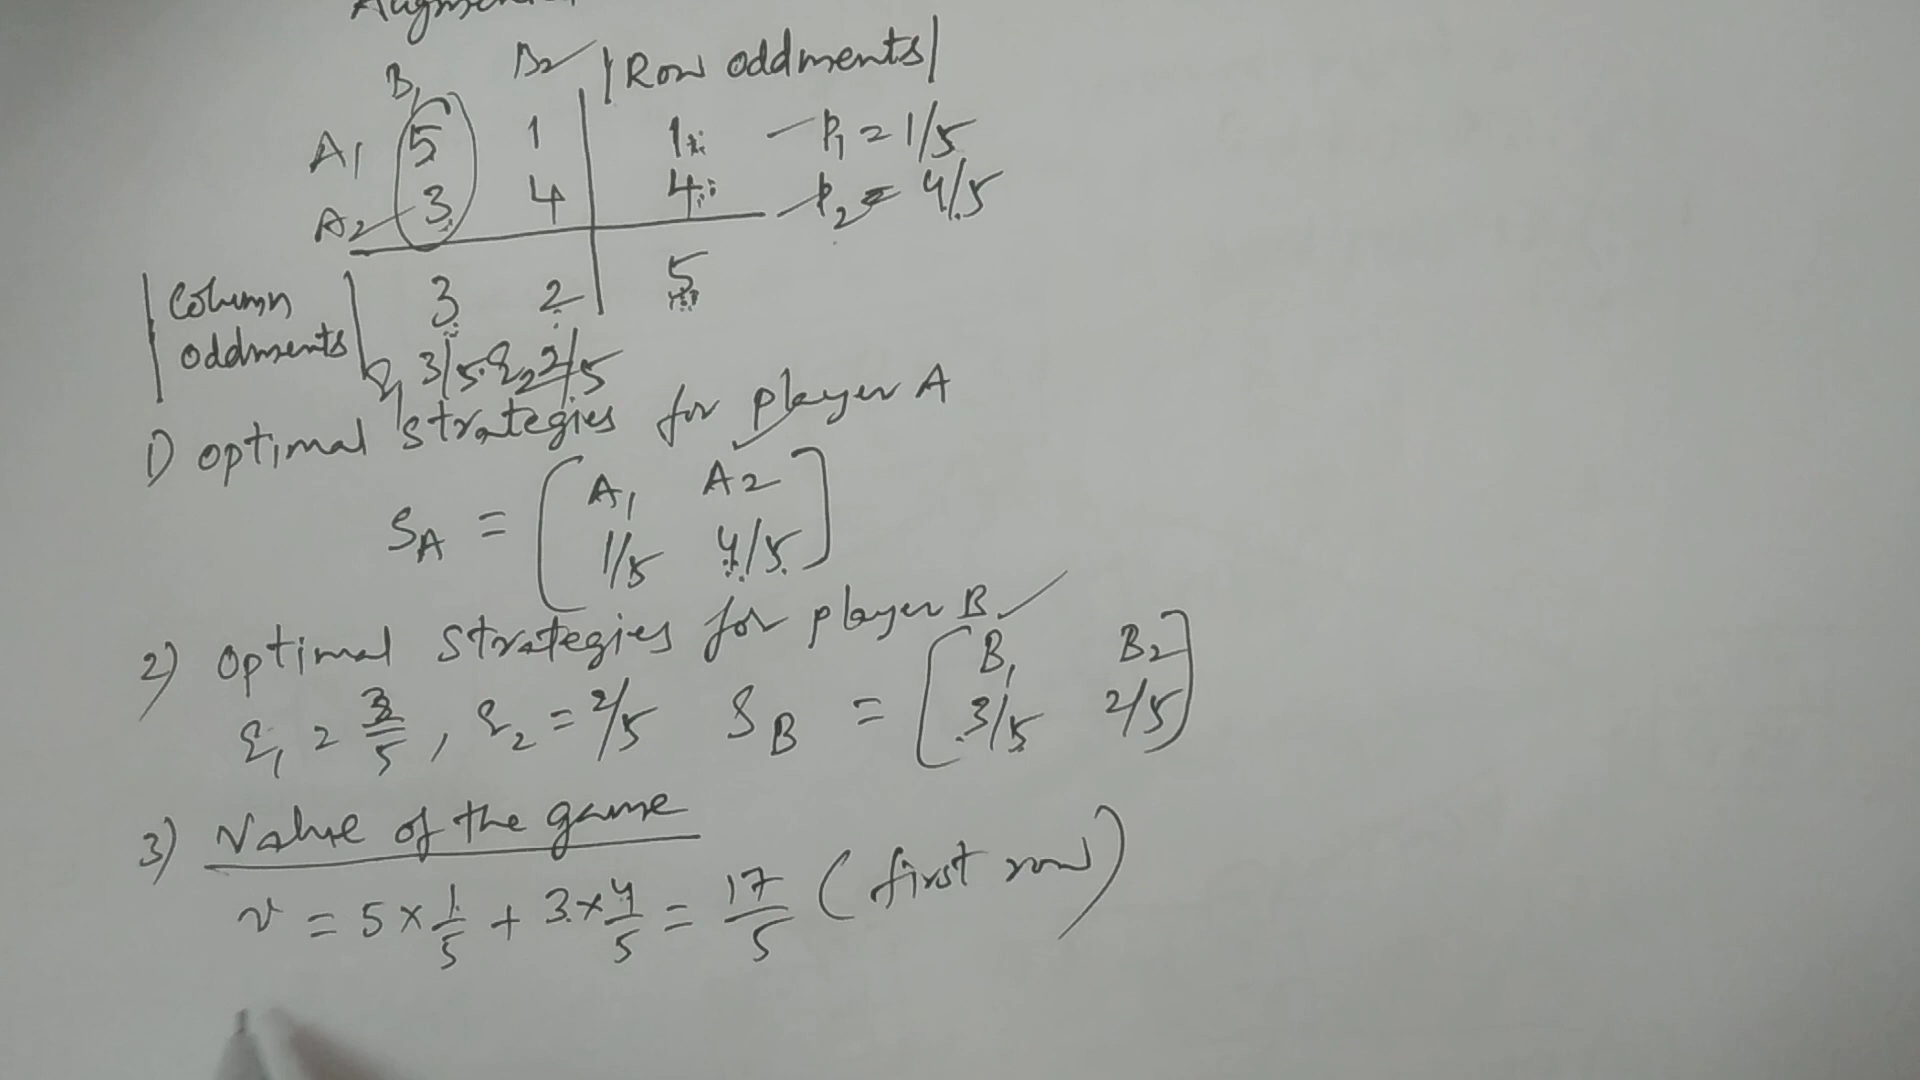 B1 B2 |Row oddments|
A1 5 1 1 - P1 = 1/5
A2 3 4 4 - P2 = 4/5
|Column oddments| 3 2 5
q1 3/5 q2 2/5
1) optimal strategies for player A
SA = [A1 A2
1/5 4/5]
2) optimal strategies for player B
q1 = 3/5, q2 = 2/5 SB = [B1 B2
3/5 2/5]
3) Value of the game
v = 5 × 1/5 + 3 × 4/5 = 17/5 (first row)